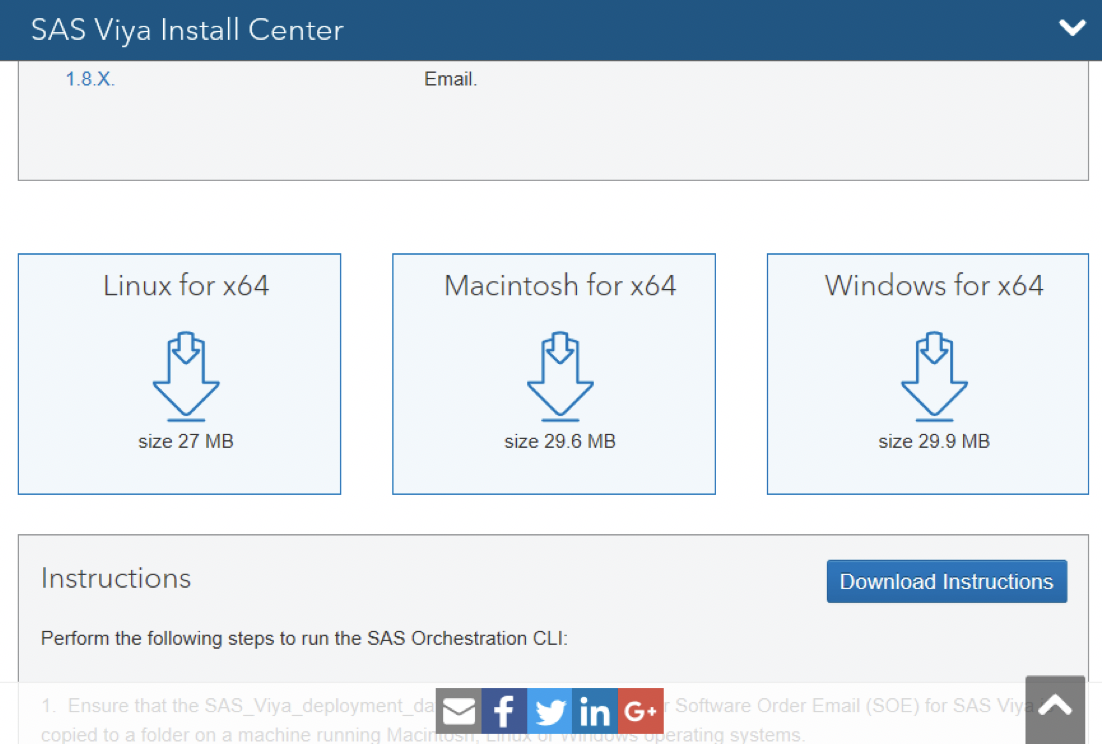 SAS Viya Install Center
1.8.X. Email.
Linux for x64
size 27 MB
Macintosh for x64
size 29.6 MB
Windows for x64
size 29.9 MB
Instructions
Download Instructions
Perform the following steps to run the SAS Orchestration CLI:
1. Ensure that the SAS_Viya_deployment_da r Software Order Email (SOE) for SAS Viya
copied to a folder on a machine running Macintosh, Linux or Windows operating systems.
f in G+